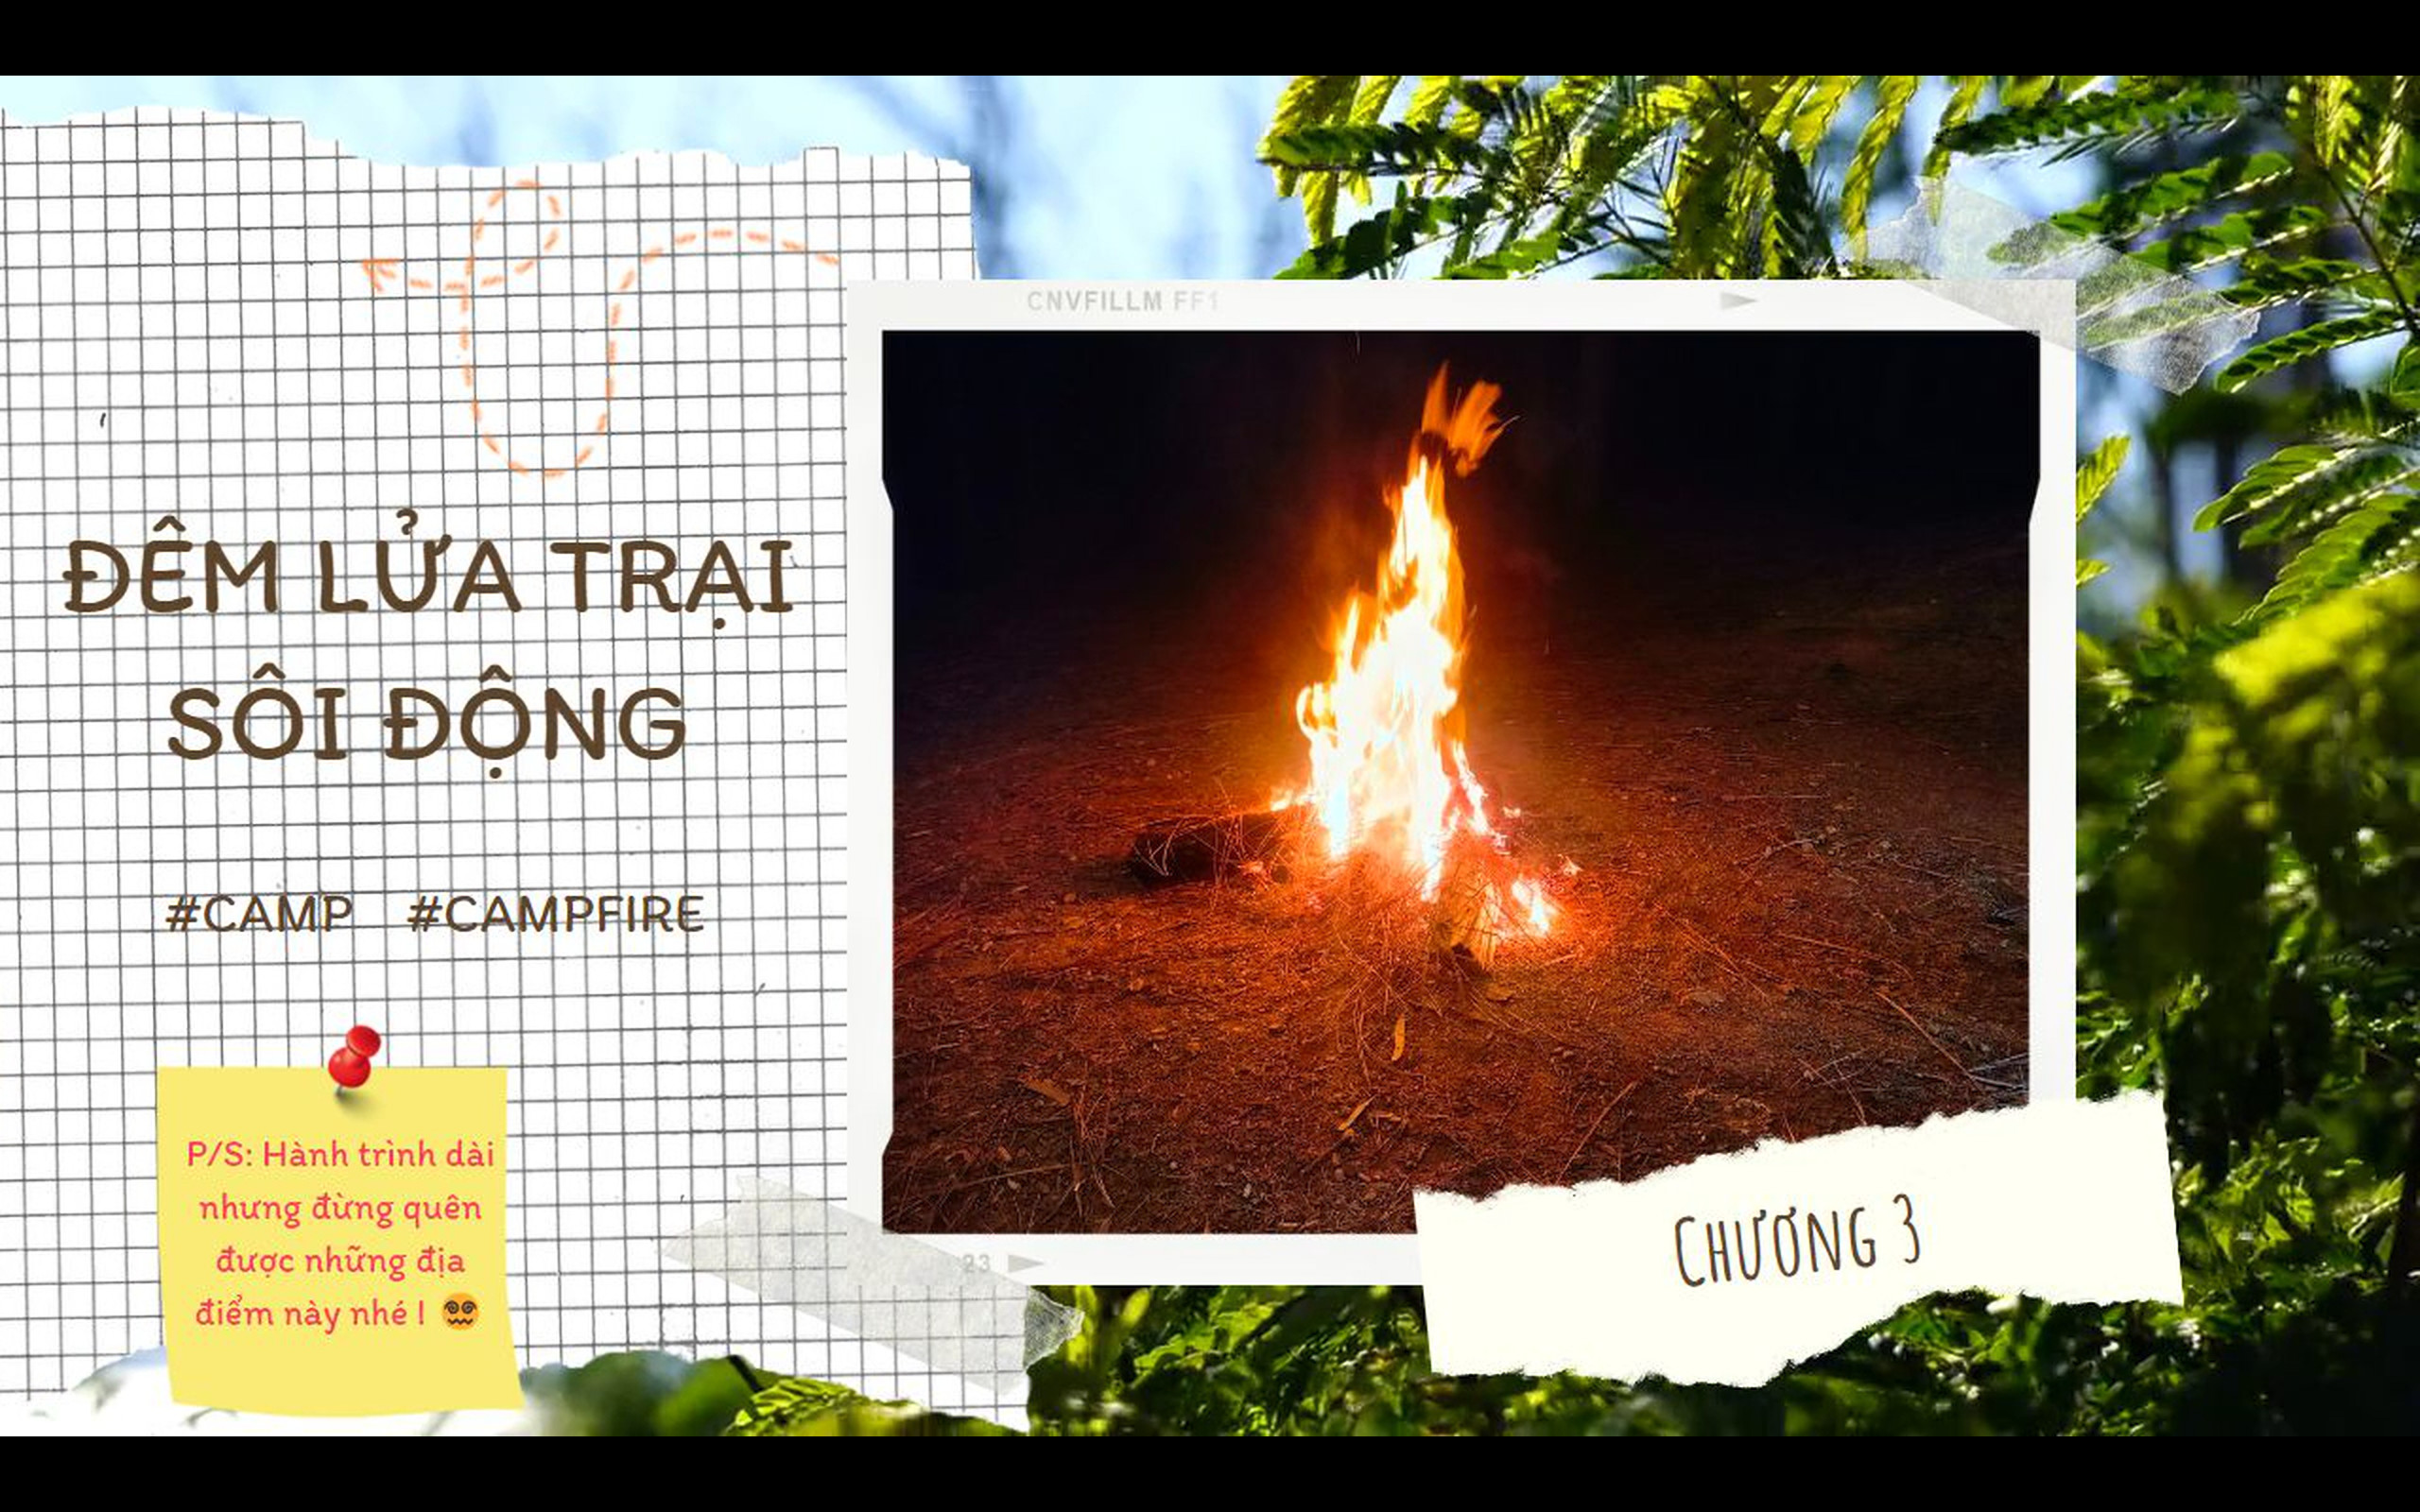 CNVFILLM FF1
ĐÊM LỬA TRẠI
SÔI ĐỘNG
#CAMP #CAMPFIRE
P/S: Hành trình dài
nhưng đừng quên
được những địa
điểm này nhé ! 😵‍💫
23
CHƯƠNG 3